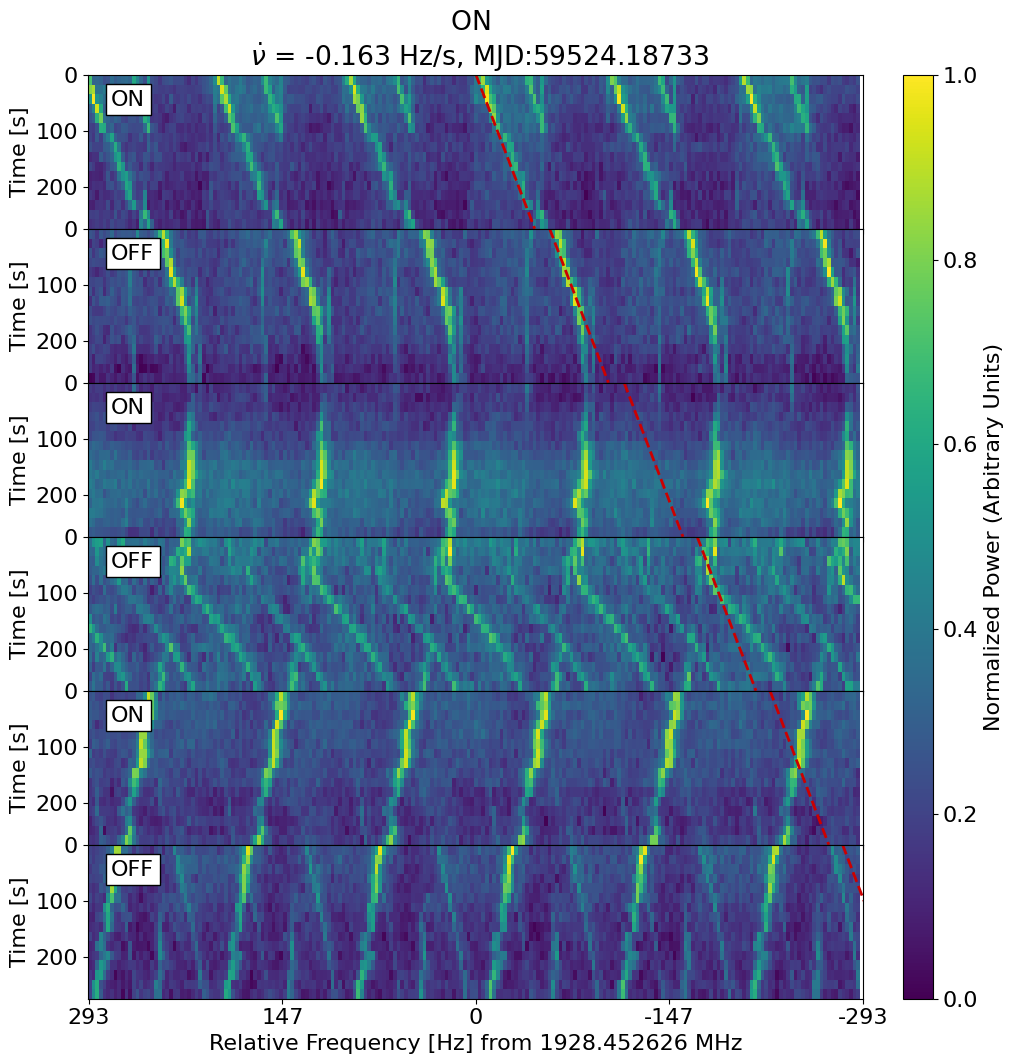 ON
ν̇ = -0.163 Hz/s, MJD:59524.18733
0
100
200
Time [s]
ON
0
100
200
Time [s]
OFF
0
100
200
Time [s]
ON
0
100
200
Time [s]
OFF
0
100
200
Time [s]
ON
0
100
200
Time [s]
OFF
293 147 0 -147 -293
Relative Frequency [Hz] from 1928.452626 MHz
1.0
0.8
0.6
0.4
0.2
0.0
Normalized Power (Arbitrary Units)